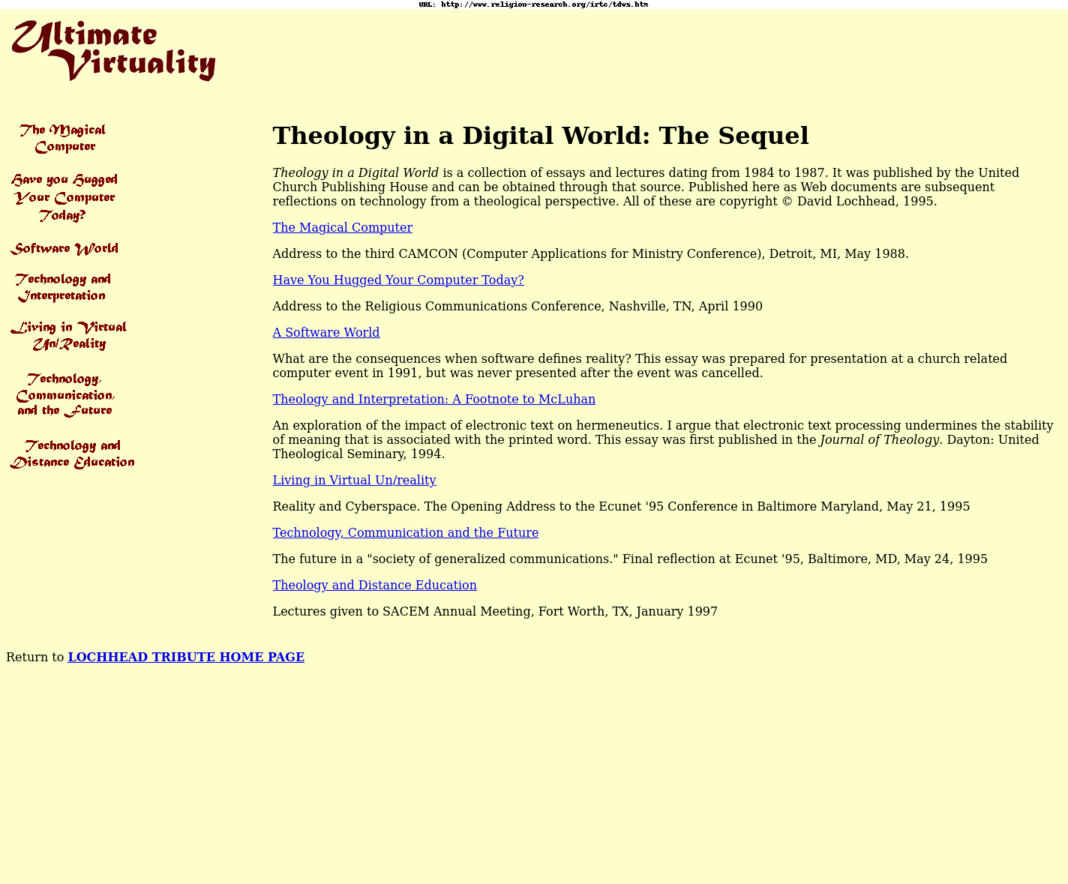 URL: http://www.religion-research.org/irtc/tdws.htm
Ultimate
Virtuality
The Magical
Computer
Have you Hugged
Your Computer
Today?
Software World
Technology and
Interpretation
Living in Virtual
Un/Reality
Technology,
Communication,
and the Future
Technology and
Distance Education
Theology in a Digital World: The Sequel
Theology in a Digital World is a collection of essays and lectures dating from 1984 to 1987. It was published by the United
Church Publishing House and can be obtained through that source. Published here as Web documents are subsequent
reflections on technology from a theological perspective. All of these are copyright © David Lochhead, 1995.
The Magical Computer
Address to the third CAMCON (Computer Applications for Ministry Conference), Detroit, MI, May 1988.
Have You Hugged Your Computer Today?
Address to the Religious Communications Conference, Nashville, TN, April 1990
A Software World
What are the consequences when software defines reality? This essay was prepared for presentation at a church related
computer event in 1991, but was never presented after the event was cancelled.
Theology and Interpretation: A Footnote to McLuhan
An exploration of the impact of electronic text on hermeneutics. I argue that electronic text processing undermines the stability
of meaning that is associated with the printed word. This essay was first published in the Journal of Theology. Dayton: United
Theological Seminary, 1994.
Living in Virtual Un/reality
Reality and Cyberspace. The Opening Address to the Ecunet '95 Conference in Baltimore Maryland, May 21, 1995
Technology, Communication and the Future
The future in a "society of generalized communications." Final reflection at Ecunet '95, Baltimore, MD, May 24, 1995
Theology and Distance Education
Lectures given to SACEM Annual Meeting, Fort Worth, TX, January 1997
Return to LOCHHEAD TRIBUTE HOME PAGE